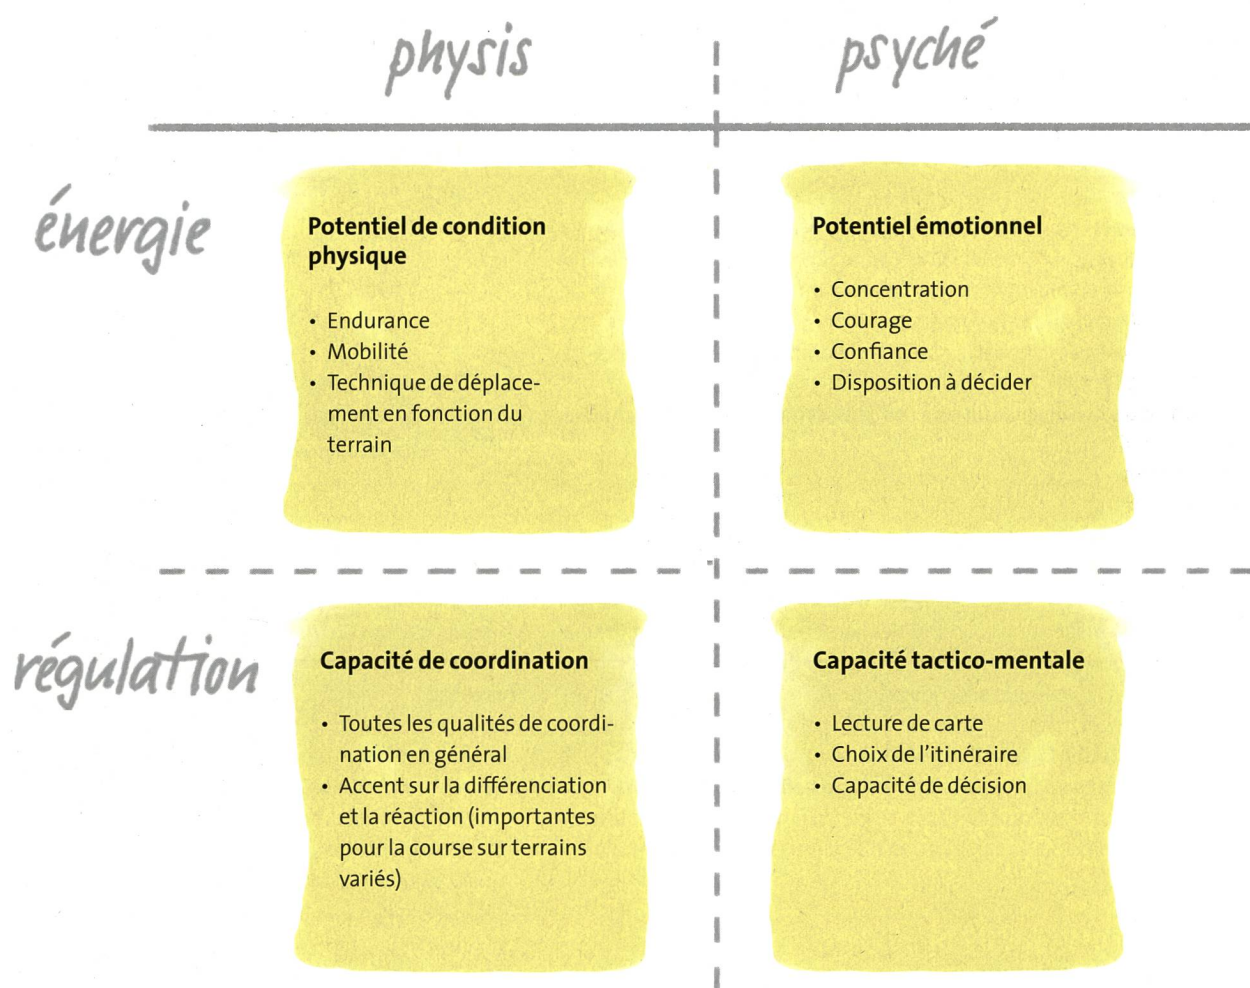 physis
psyché
énergie
Potentiel de condition
physique
• Endurance
• Mobilité
• Technique de déplace-
ment en fonction du
terrain
Potentiel émotionnel
• Concentration
• Courage
• Confiance
• Disposition à décider
régulation
Capacité de coordination
• Toutes les qualités de coordi-
nation en général
• Accent sur la différenciation
et la réaction (importantes
pour la course sur terrains
variés)
Capacité tactico-mentale
• Lecture de carte
• Choix de l’itinéraire
• Capacité de décision